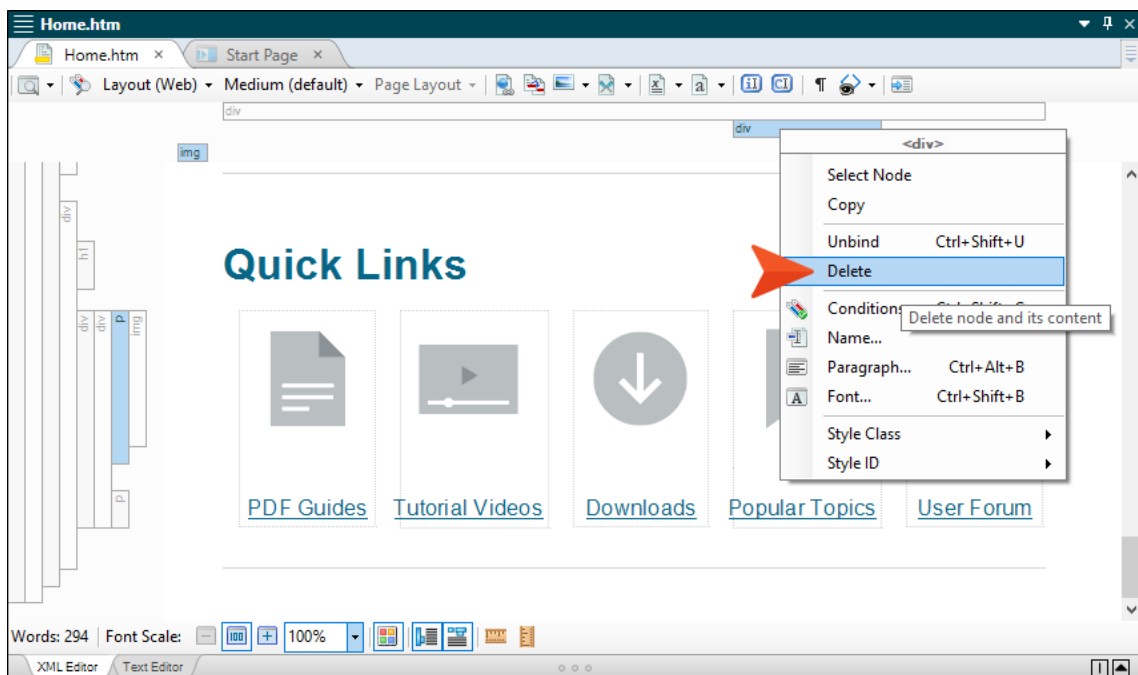 Home.htm
Home.htm × Start Page ×
Layout (Web) Medium (default) Page Layout
div
div
img
<div>
Select Node
Copy
Unbind Ctrl+Shift+U
Delete
Conditions
Delete node and its content
Name...
Paragraph... Ctrl+Alt+B
Font... Ctrl+Shift+B
Style Class
Style ID
div
h1
div
div
p
img
p
Quick Links
PDF Guides Tutorial Videos Downloads Popular Topics User Forum
Words: 294 Font Scale: 100%
XML Editor Text Editor